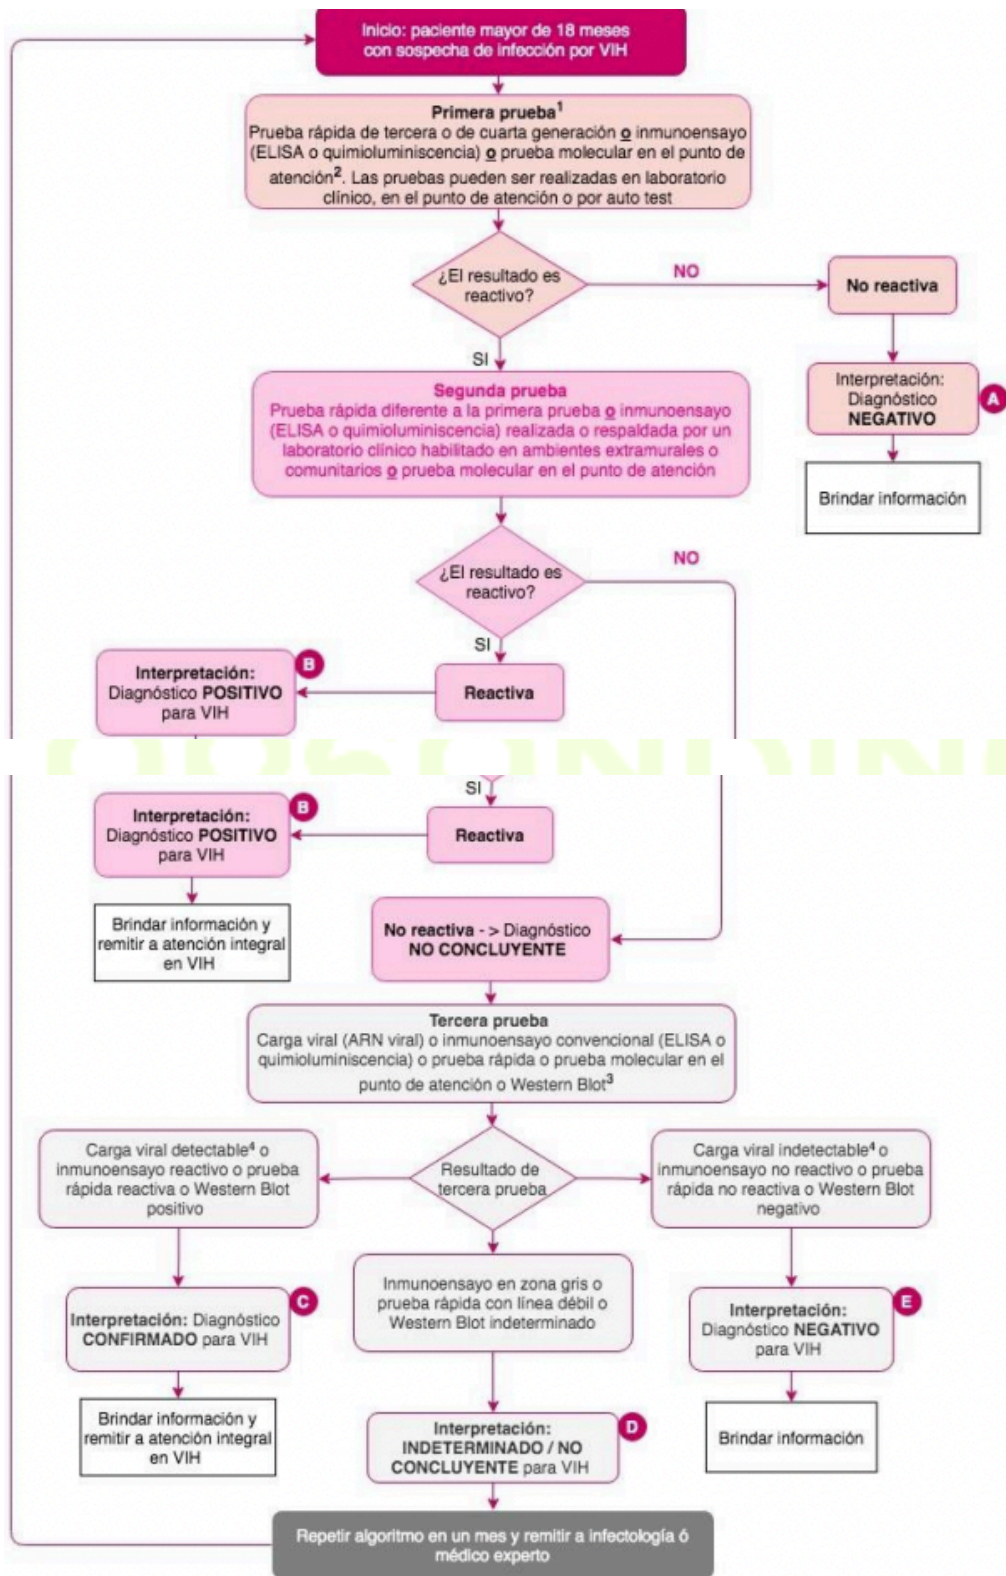 Inicio: paciente mayor de 18 meses
con sospecha de infección por VIH
Primera prueba1
Prueba rápida de tercera o de cuarta generación o inmunoensayo
(ELISA o quimioluminiscencia) o prueba molecular en el punto de
atención2. Las pruebas pueden ser realizadas en laboratorio
clínico, en el punto de atención o por auto test
¿El resultado es
reactivo?
NO
No reactiva
SI
Interpretación:
Diagnóstico
NEGATIVO
A
Brindar información
Segunda prueba
Prueba rápida diferente a la primera prueba o inmunoensayo
(ELISA o quimioluminiscencia) realizada o respaldada por un
laboratorio clínico habilitado en ambientes extramurales o
comunitarios o prueba molecular en el punto de atención
¿El resultado es
reactivo?
NO
SI
Reactiva
B
Interpretación:
Diagnóstico POSITIVO
para VIH
SI
Reactiva
B
Interpretación:
Diagnóstico POSITIVO
para VIH
Brindar información y
remitir a atención integral
en VIH
No reactiva - > Diagnóstico
NO CONCLUYENTE
Tercera prueba
Carga viral (ARN viral) o inmunoensayo convencional (ELISA o
quimioluminiscencia) o prueba rápida o prueba molecular en el
punto de atención o Western Blot3
Resultado de
tercera prueba
Carga viral detectable4 o
inmunoensayo reactivo o prueba
rápida reactiva o Western Blot
positivo
Carga viral indetectable4 o
inmunoensayo no reactivo o prueba
rápida no reactiva o Western Blot
negativo
Inmunoensayo en zona gris o
prueba rápida con línea débil o
Western Blot indeterminado
C
Interpretación: Diagnóstico
CONFIRMADO para VIH
Brindar información y
remitir a atención integral
en VIH
D
Interpretación:
INDETERMINADO / NO
CONCLUYENTE para VIH
E
Interpretación:
Diagnóstico NEGATIVO
para VIH
Brindar información
Repetir algoritmo en un mes y remitir a infectología ó
médico experto